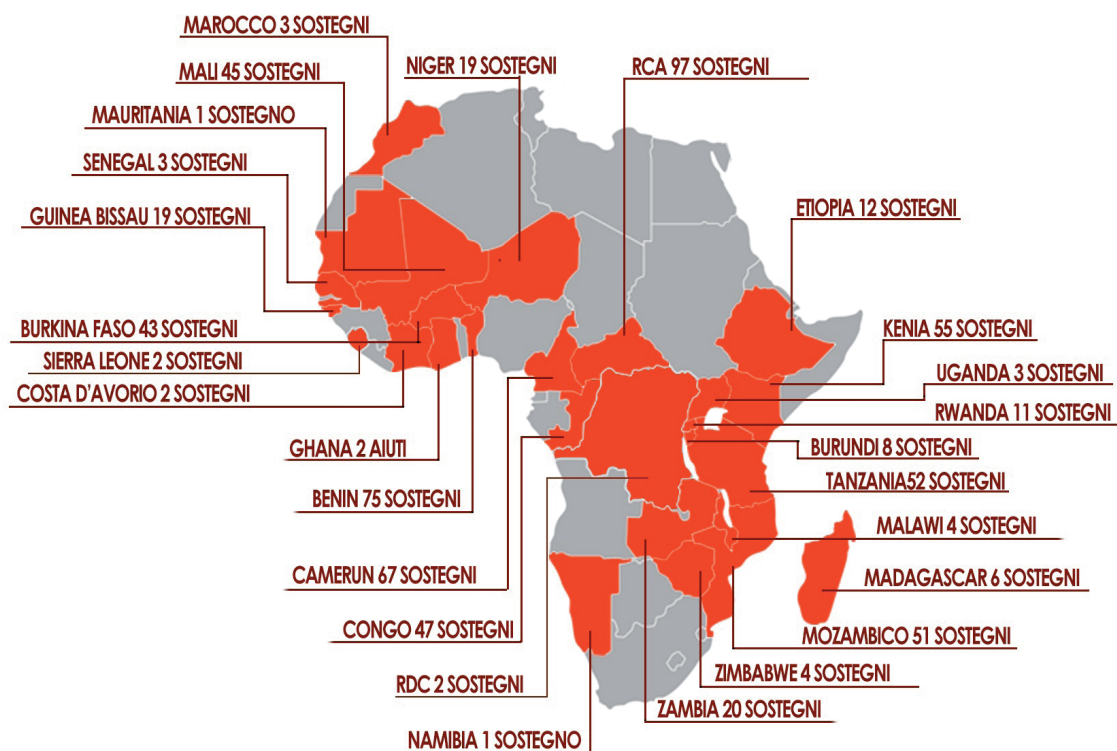 MAROCCO 3 SOSTEGNI
MALI 45 SOSTEGNI
NIGER 19 SOSTEGNI
RCA 97 SOSTEGNI
MAURITANIA 1 SOSTEGNO
SENEGAL 3 SOSTEGNI
GUINEA BISSAU 19 SOSTEGNI
ETIOPIA 12 SOSTEGNI
BURKINA FASO 43 SOSTEGNI
KENIA 55 SOSTEGNI
SIERRA LEONE 2 SOSTEGNI
UGANDA 3 SOSTEGNI
COSTA D'AVORIO 2 SOSTEGNI
RWANDA 11 SOSTEGNI
GHANA 2 AIUTI
BURUNDI 8 SOSTEGNI
TANZANIA52 SOSTEGNI
BENIN 75 SOSTEGNI
MALAWI 4 SOSTEGNI
CAMERUN 67 SOSTEGNI
MADAGASCAR 6 SOSTEGNI
CONGO 47 SOSTEGNI
MOZAMBICO 51 SOSTEGNI
ZIMBABWE 4 SOSTEGNI
RDC 2 SOSTEGNI
ZAMBIA 20 SOSTEGNI
NAMIBIA 1 SOSTEGNO